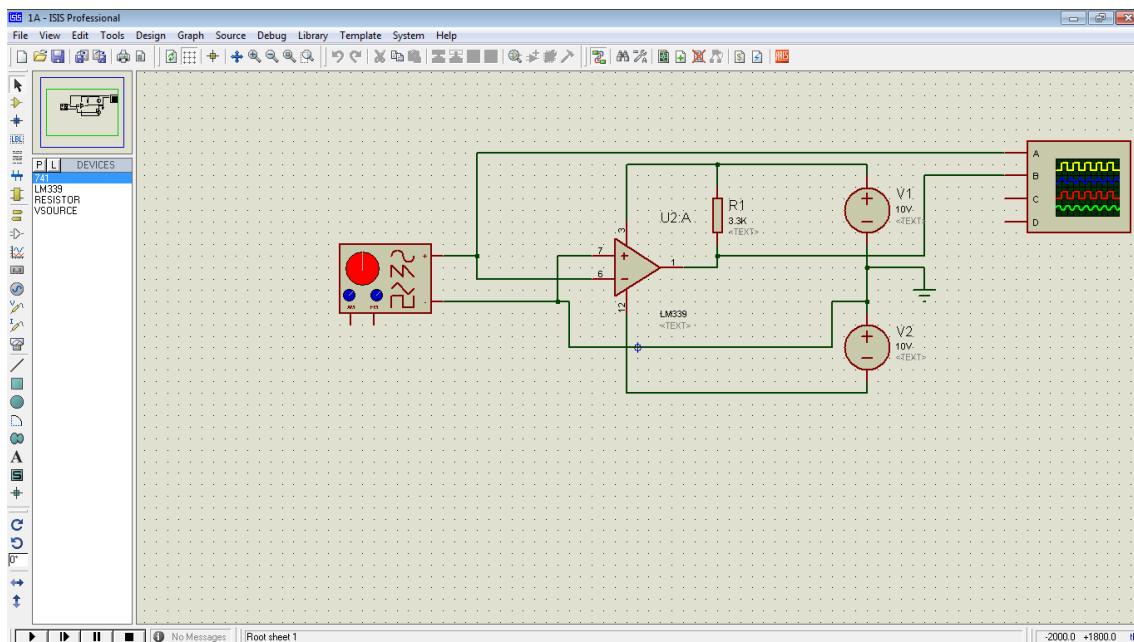 ISIS 1A - ISIS Professional
File View Edit Tools Design Graph Source Debug Library Template System Help
LBL
P L DEVICES
741
LM339
RESISTOR
VSOURCE
A
S
0°
U2:A
3
7
6
1
12
+
-
LM339
<TEXT>
R1
3.3K
<TEXT>
V1
10V
<TEXT>
V2
10V
<TEXT>
A
B
C
D
No Messages Root sheet 1 -2000.0 +1800.0